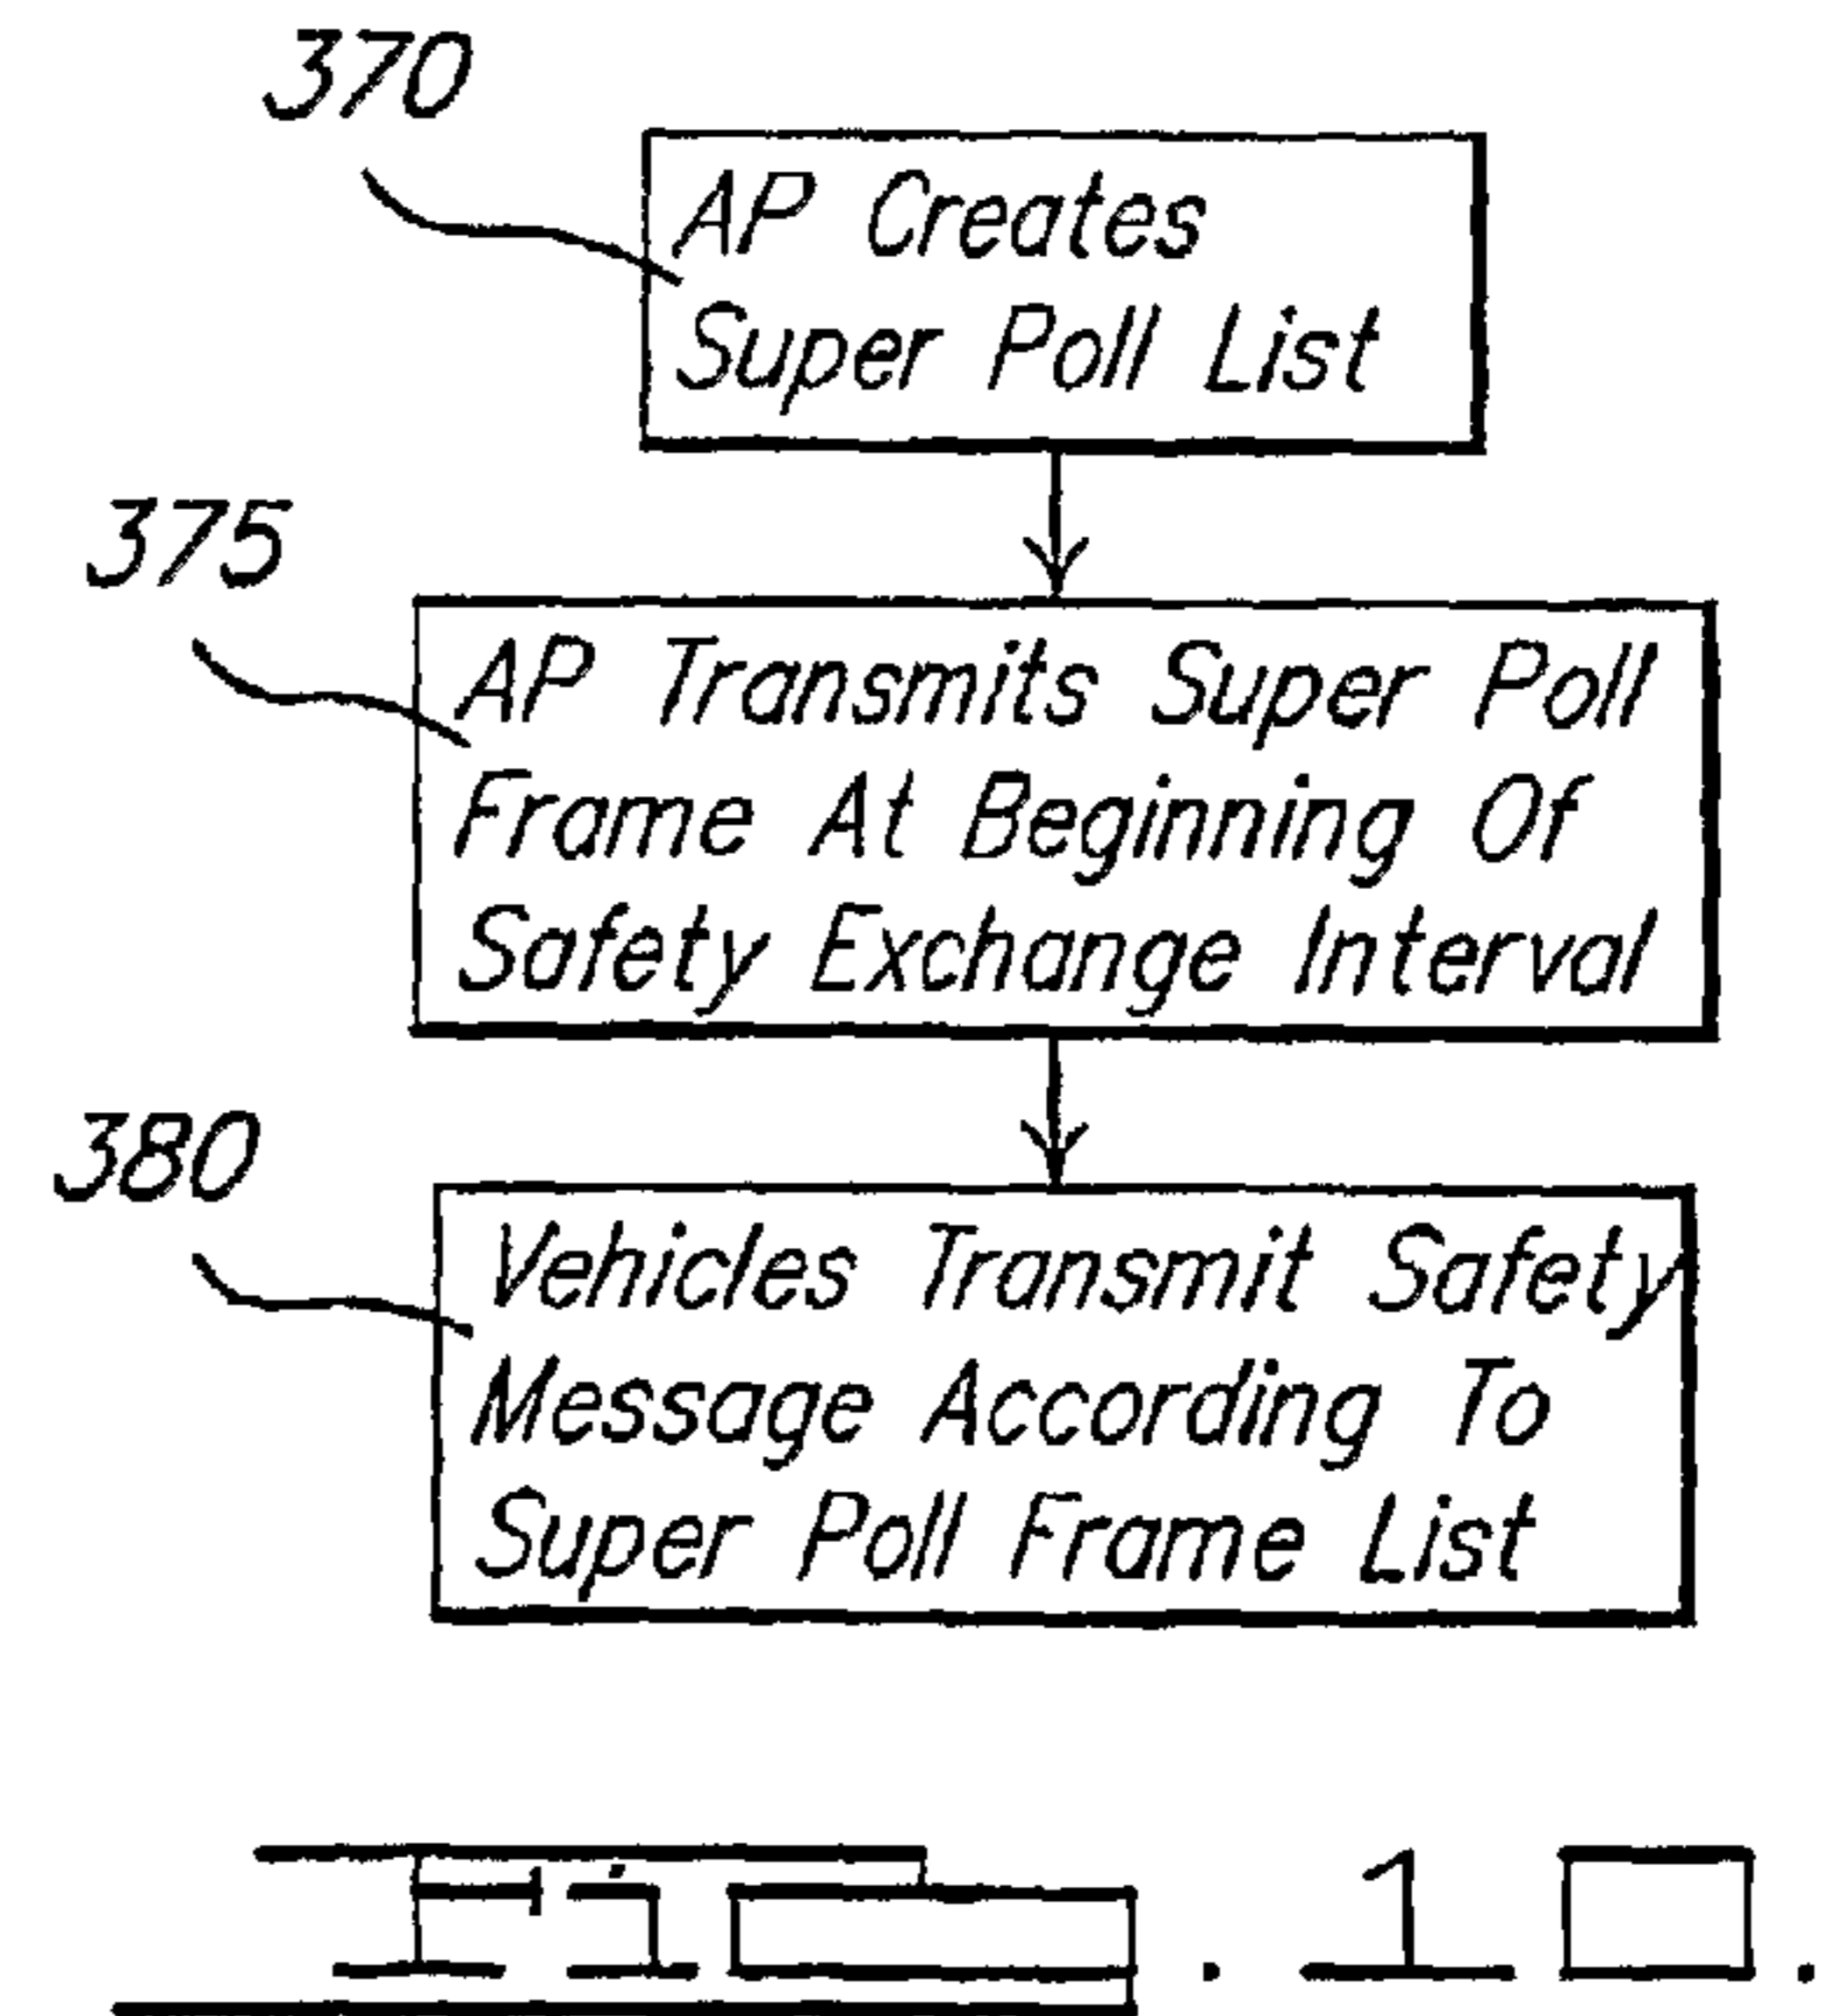 370
AP Creates
Super Poll List
375
AP Transmits Super Poll
Frame At Beginning Of
Safety Exchange Interval
380
Vehicles Transmit Safety
Message According To
Super Poll Frame List
Fig. 10.